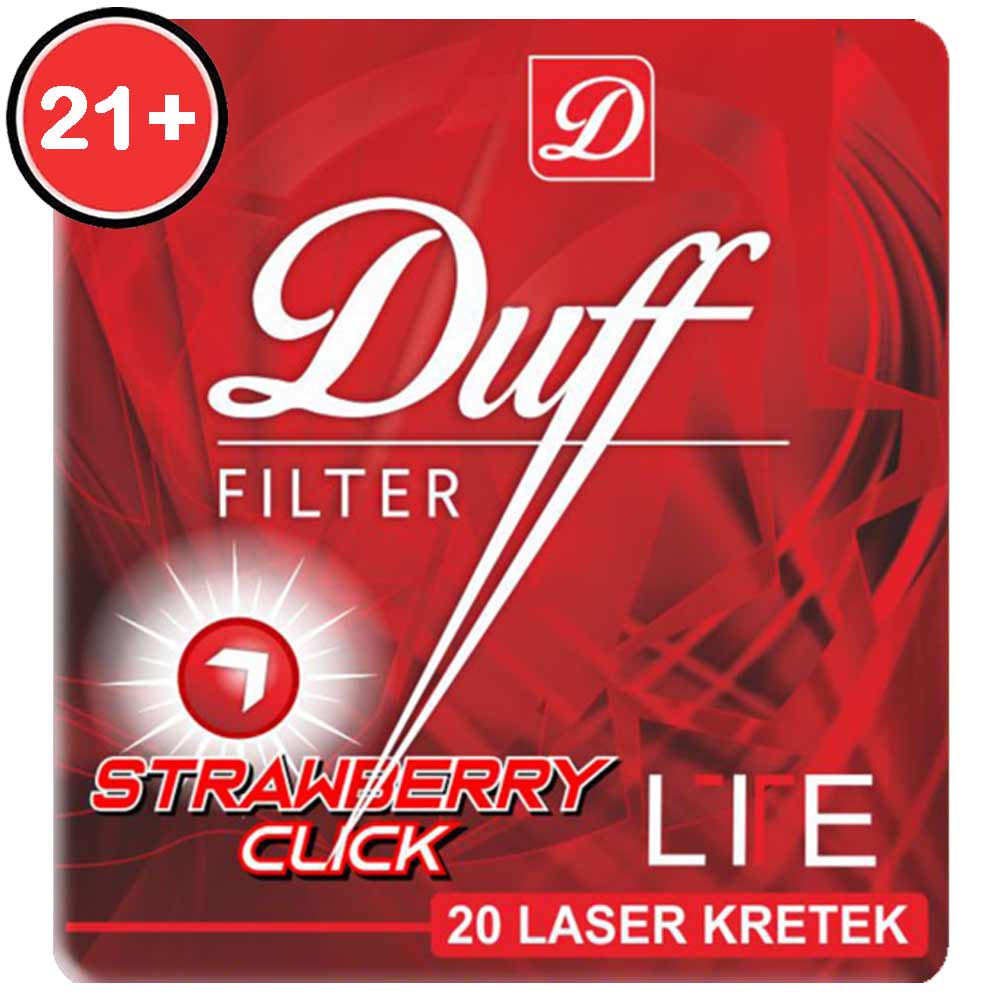 21+
D
Duff
FILTER
STRAWBERRY
CLICK
LITE
20 LASER KRETEK